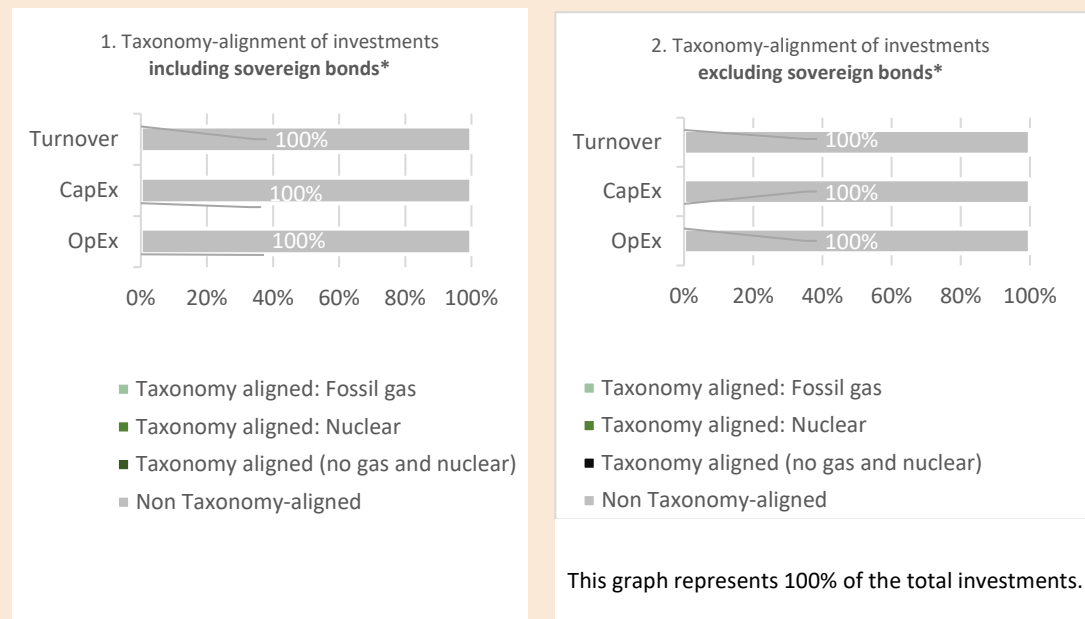 1. Taxonomy-alignment of investments
including sovereign bonds*
Turnover
100%
CapEx
100%
OpEx
100%
0% 20% 40% 60% 80% 100%
Taxonomy aligned: Fossil gas
Taxonomy aligned: Nuclear
Taxonomy aligned (no gas and nuclear)
Non Taxonomy-aligned
2. Taxonomy-alignment of investments
excluding sovereign bonds*
Turnover
100%
CapEx
100%
OpEx
100%
0% 20% 40% 60% 80% 100%
Taxonomy aligned: Fossil gas
Taxonomy aligned: Nuclear
Taxonomy aligned (no gas and nuclear)
Non Taxonomy-aligned
This graph represents 100% of the total investments.